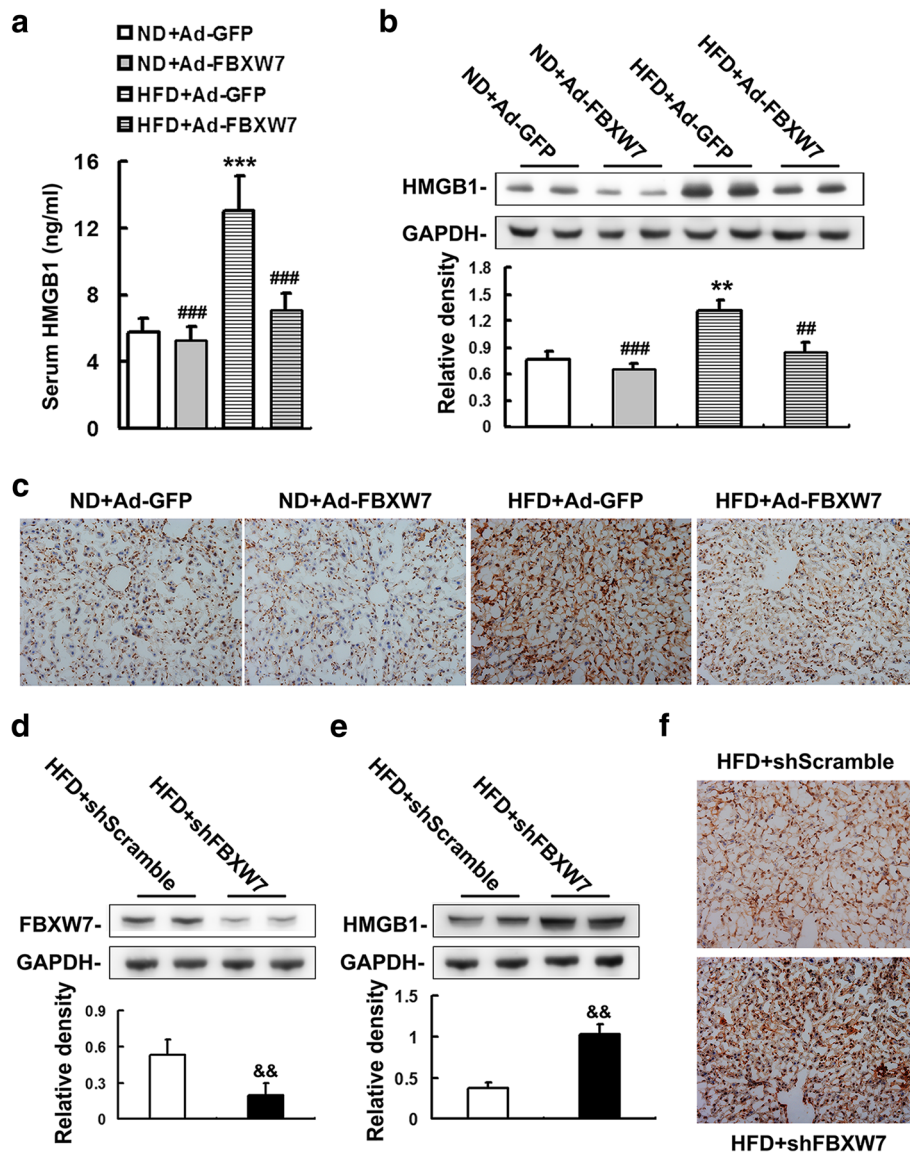 a
ND+Ad-GFP
ND+Ad-FBXW7
HFD+Ad-GFP
HFD+Ad-FBXW7
Serum HMGB1 (ng/ml)
16
12
8
4
0
###
***
###
b
ND+Ad-GFP
ND+Ad-FBXW7
HFD+Ad-GFP
HFD+Ad-FBXW7
HMGB1-
GAPDH-
Relative density
1.8
1.5
1.2
0.9
0.6
0.3
0
###
**
##
c
ND+Ad-GFP
ND+Ad-FBXW7
HFD+Ad-GFP
HFD+Ad-FBXW7
d
HFD+shScramble
HFD+shFBXW7
FBXW7-
GAPDH-
Relative density
0.9
0.6
0.3
0
&&
e
HFD+shScramble
HFD+shFBXW7
HMGB1-
GAPDH-
Relative density
1.5
1
0.5
0
&&
f
HFD+shScramble
HFD+shFBXW7